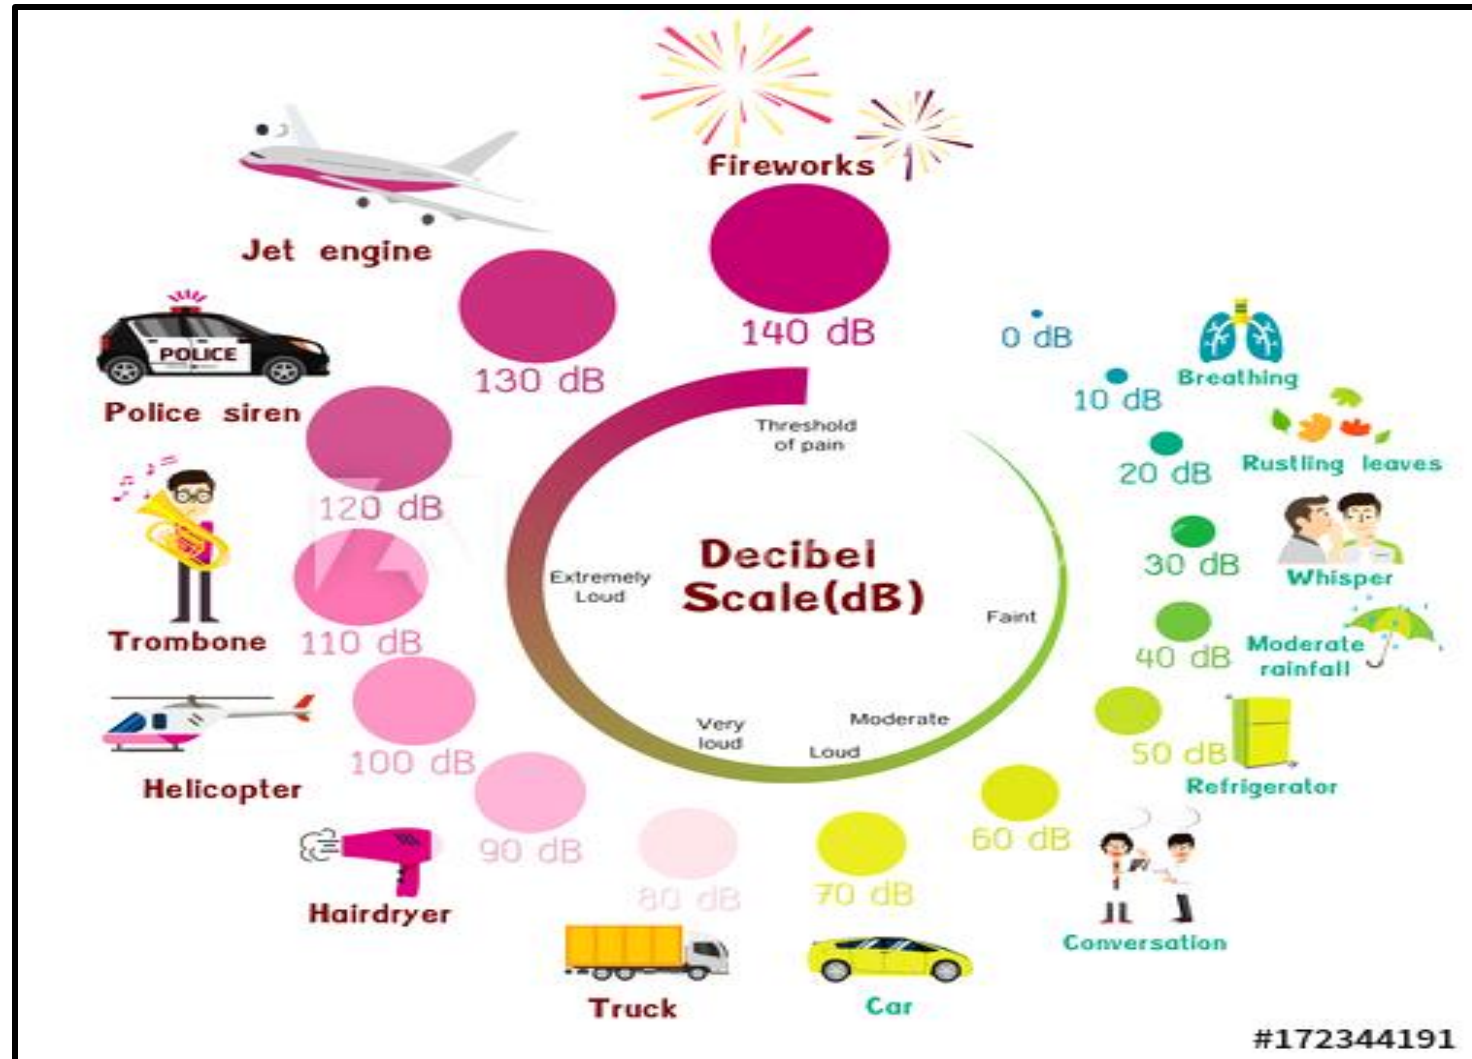 Fireworks
140 dB
Jet engine
130 dB
POLICE
Police siren
120 dB
Trombone
110 dB
Helicopter
100 dB
Hairdryer
90 dB
Truck
80 dB
Car
70 dB
Conversation
60 dB
Refrigerator
50 dB
Moderate
rainfall
40 dB
Whisper
30 dB
Rustling leaves
20 dB
Breathing
10 dB
0 dB
Threshold
of pain
Extremely
Loud
Very
loud
Loud
Moderate
Faint
Decibel
Scale(dB)
#172344191